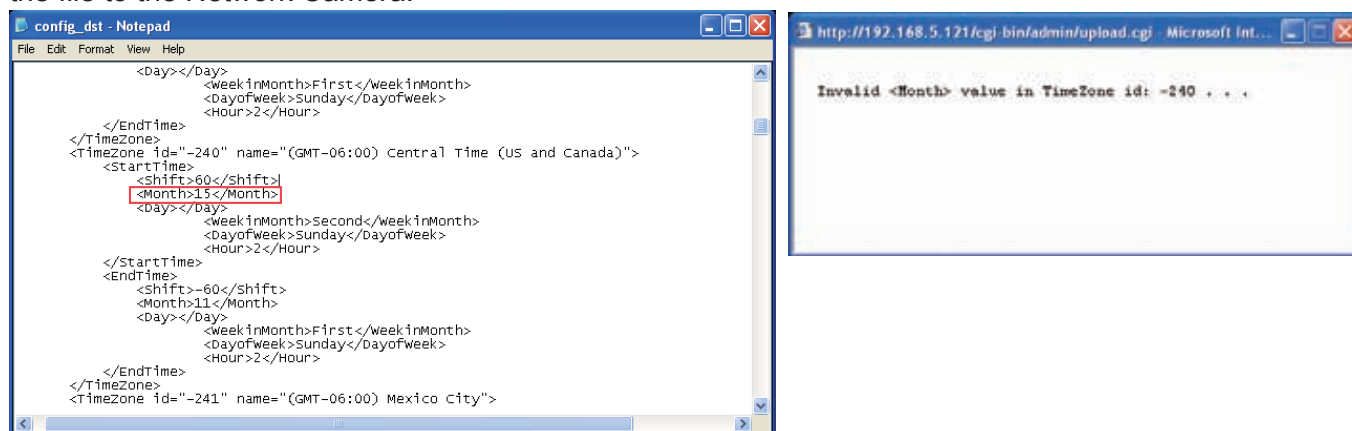 the file to the Network Camera.
config_dst - Notepad
File Edit Format View Help
<Day></Day>
<WeekInMonth>First</WeekInMonth>
<DayofWeek>Sunday</DayofWeek>
<Hour>2</Hour>
</EndTime>
</TimeZone>
<TimeZone id="-240" name="(GMT-06:00) Central Time (US and Canada)">
<StartTime>
<Shift>60</Shift>
<Month>15</Month>
<Day></Day>
<WeekInMonth>Second</WeekInMonth>
<DayofWeek>Sunday</DayofWeek>
<Hour>2</Hour>
</StartTime>
<EndTime>
<Shift>-60</Shift>
<Month>11</Month>
<Day></Day>
<WeekInMonth>First</WeekInMonth>
<DayofWeek>Sunday</DayofWeek>
<Hour>2</Hour>
</EndTime>
</TimeZone>
<TimeZone id="-241" name="(GMT-06:00) Mexico City">
http://192.168.5.121/cgi-bin/admin/upload.cgi - Microsoft Int...
Invalid <Month> value in TimeZone id: -240 . . .